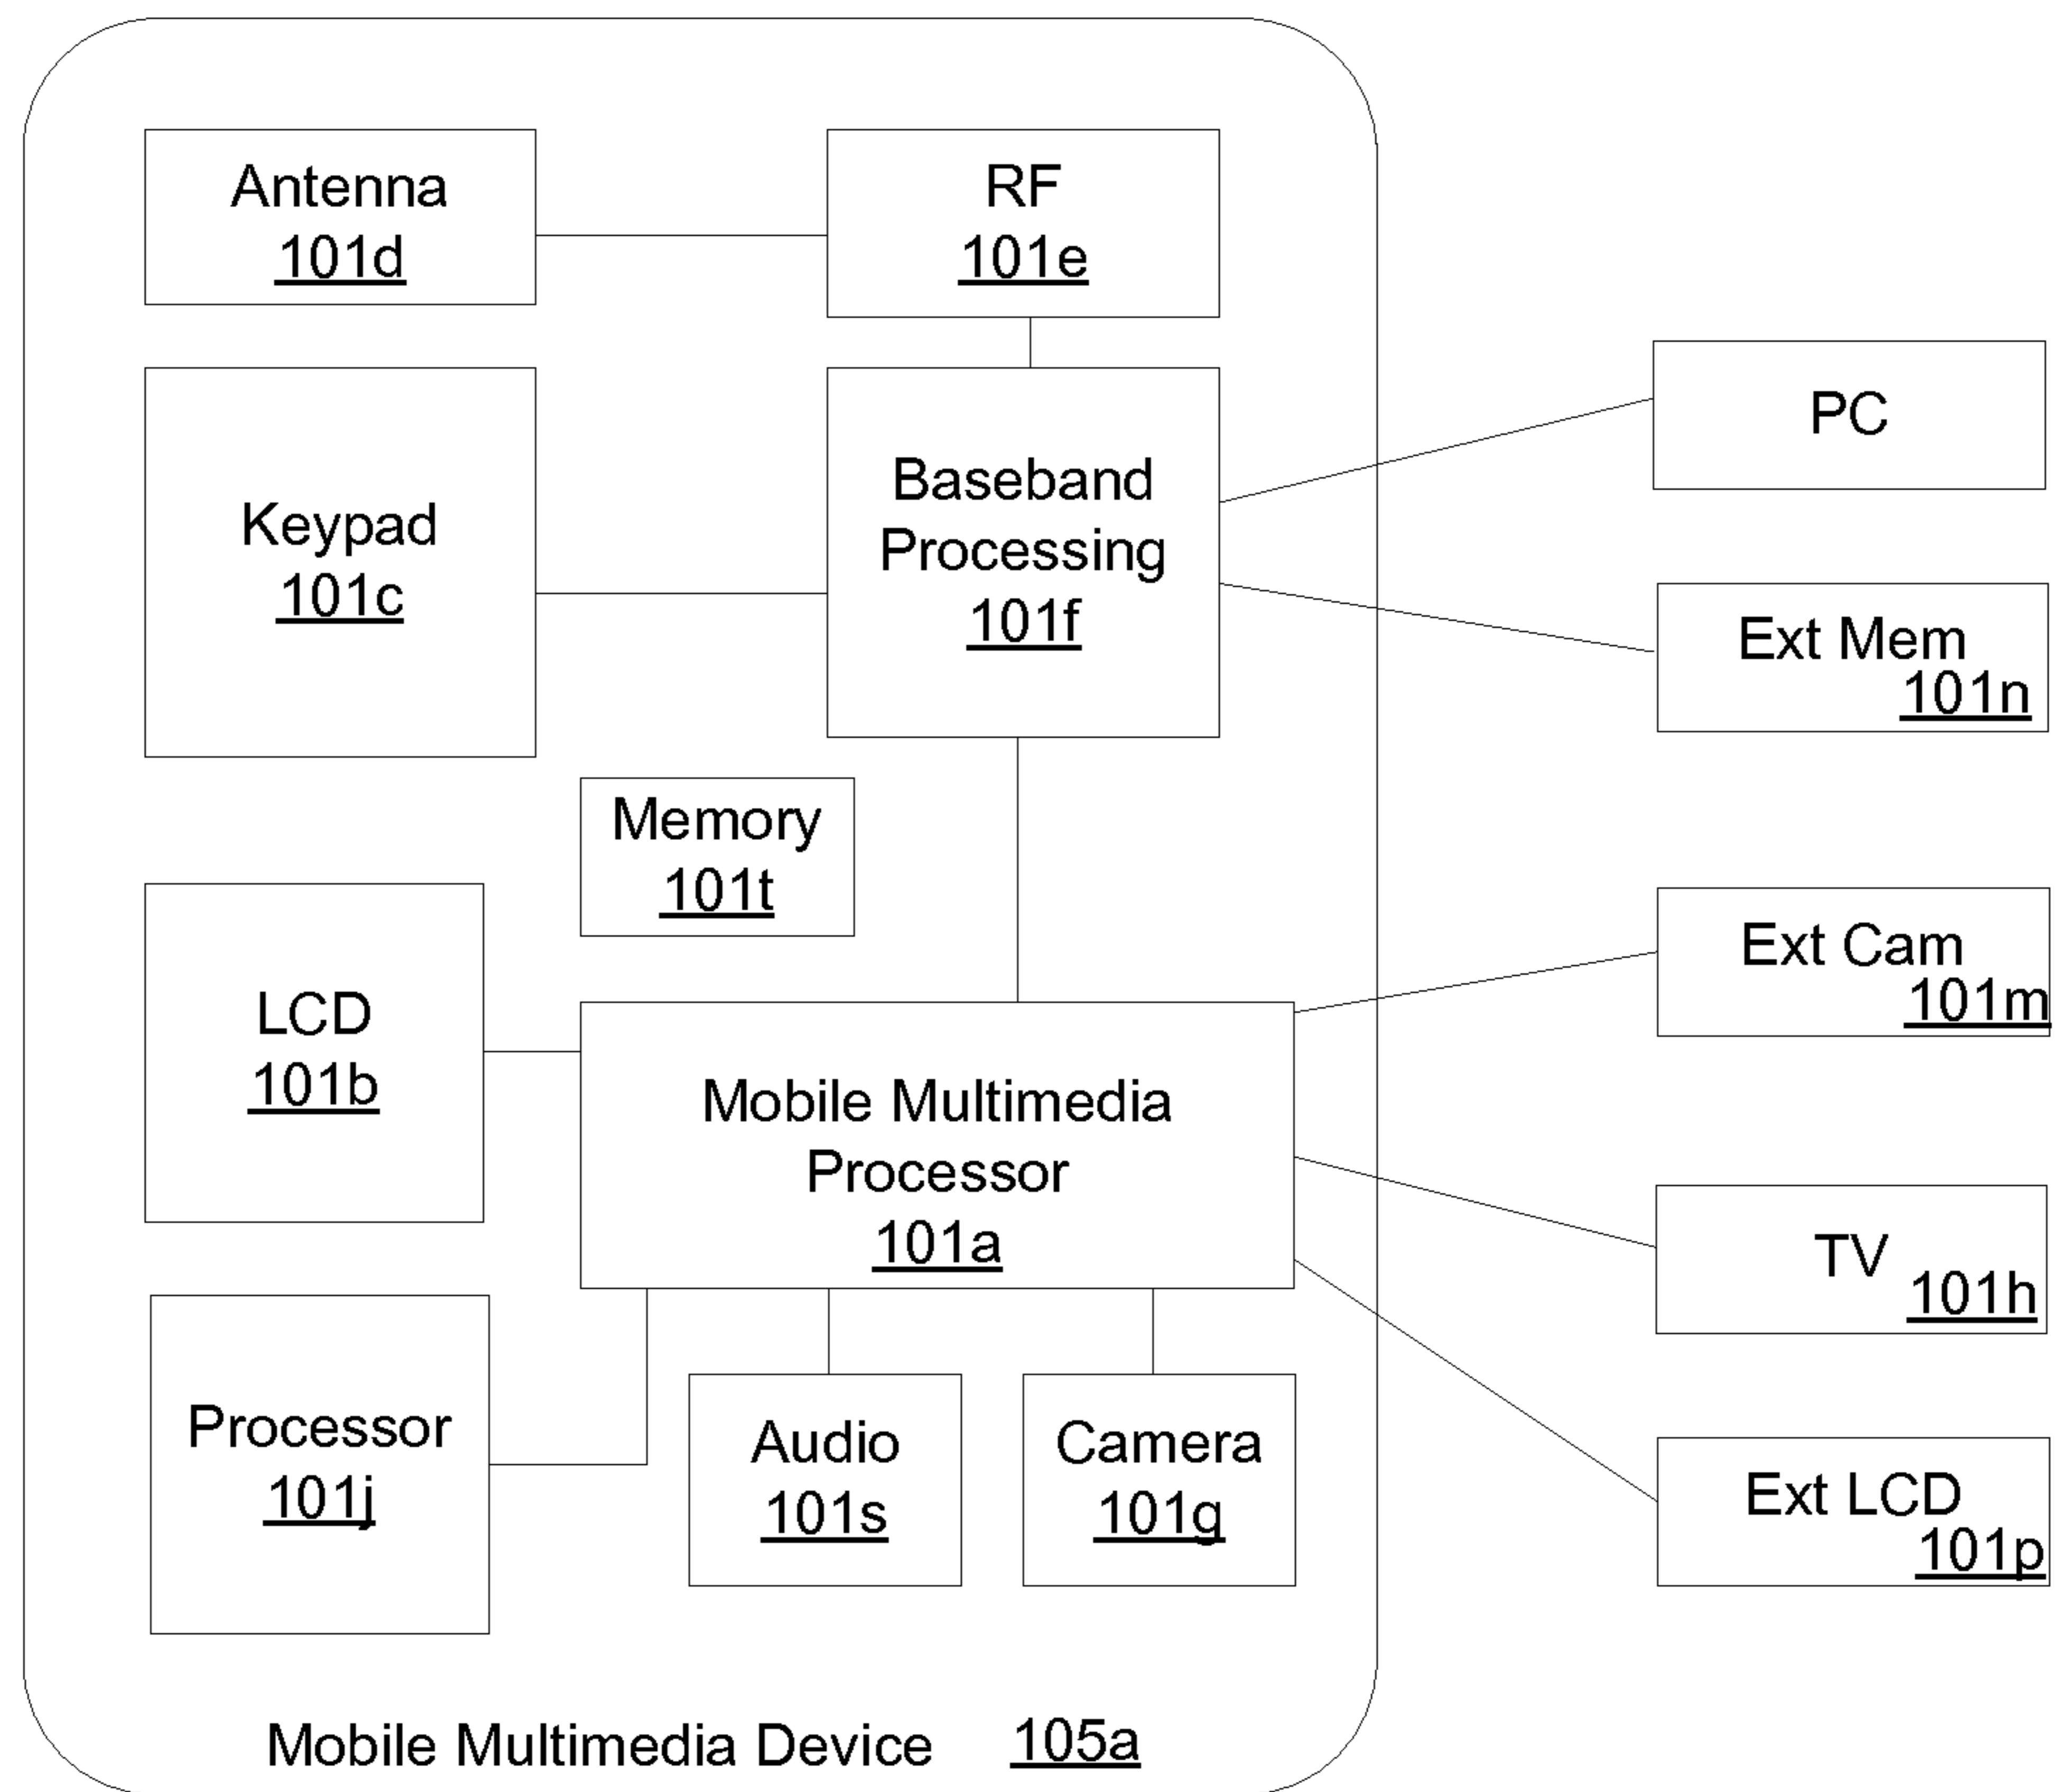 Antenna
101d
RF
101e
Keypad
101c
Baseband
Processing
101f
PC
Ext Mem
101n
Memory
101t
LCD
101b
Mobile Multimedia
Processor
101a
Ext Cam
101m
TV
101h
Processor
101j
Audio
101s
Camera
101g
Ext LCD
101p
Mobile Multimedia Device 105a